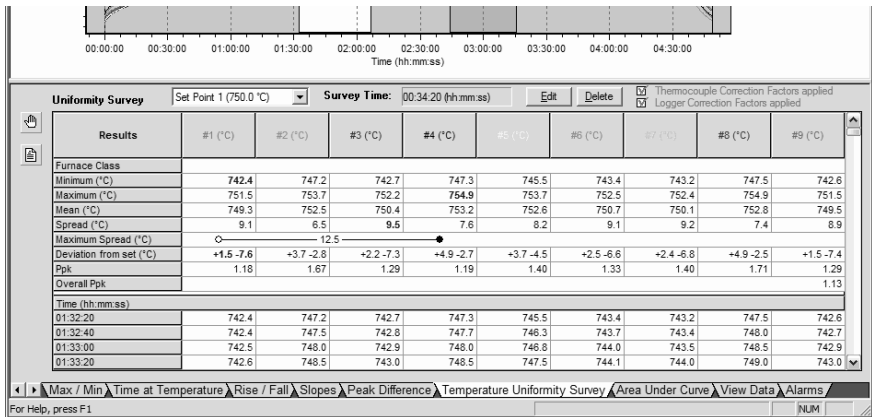 00:00:00 00:30:00 01:00:00 01:30:00 02:00:00 02:30:00 03:00:00 03:30:00 04:00:00 04:30:00
Time (hh:mm:ss)
Uniformity Survey Set Point 1 (750.0 °C) Survey Time: 00:34:20 (hh:mm:ss) Edit Delete Thermocouple Correction Factors applied
Logger Correction Factors applied
Results #1 (°C) #2 (°C) #3 (°C) #4 (°C) #5 (°C) #6 (°C) #7 (°C) #8 (°C) #9 (°C)
Furnace Class
Minimum (°C) 742.4 747.2 742.7 747.3 745.5 743.4 743.2 747.5 742.6
Maximum (°C) 751.5 753.7 752.2 754.9 753.7 752.5 752.4 754.9 751.5
Mean (°C) 749.3 752.5 750.4 753.2 752.6 750.7 750.1 752.8 749.5
Spread (°C) 9.1 6.5 9.5 7.6 8.2 9.1 9.2 7.4 8.9
Maximum Spread (°C) 12.5
Deviation from set (°C) +1.5 -7.6 +3.7 -2.8 +2.2 -7.3 +4.9 -2.7 +3.7 -4.5 +2.5 -6.6 +2.4 -6.8 +4.9 -2.5 +1.5 -7.4
Ppk 1.18 1.67 1.29 1.19 1.40 1.33 1.40 1.71 1.29
Overall Ppk 1.13
Time (hh:mm:ss)
01:32:20 742.4 747.2 742.7 747.3 745.5 743.4 743.2 747.5 742.6
01:32:40 742.4 747.5 742.8 747.7 746.3 743.7 743.4 748.0 742.7
01:33:00 742.5 748.0 742.9 748.0 746.8 744.0 743.5 748.5 742.9
01:33:20 742.6 748.5 743.0 748.5 747.5 744.1 744.0 749.0 743.0
Max / Min Time at Temperature Rise / Fall Slopes Peak Difference Temperature Uniformity Survey Area Under Curve View Data Alarms
For Help, press F1 NUM